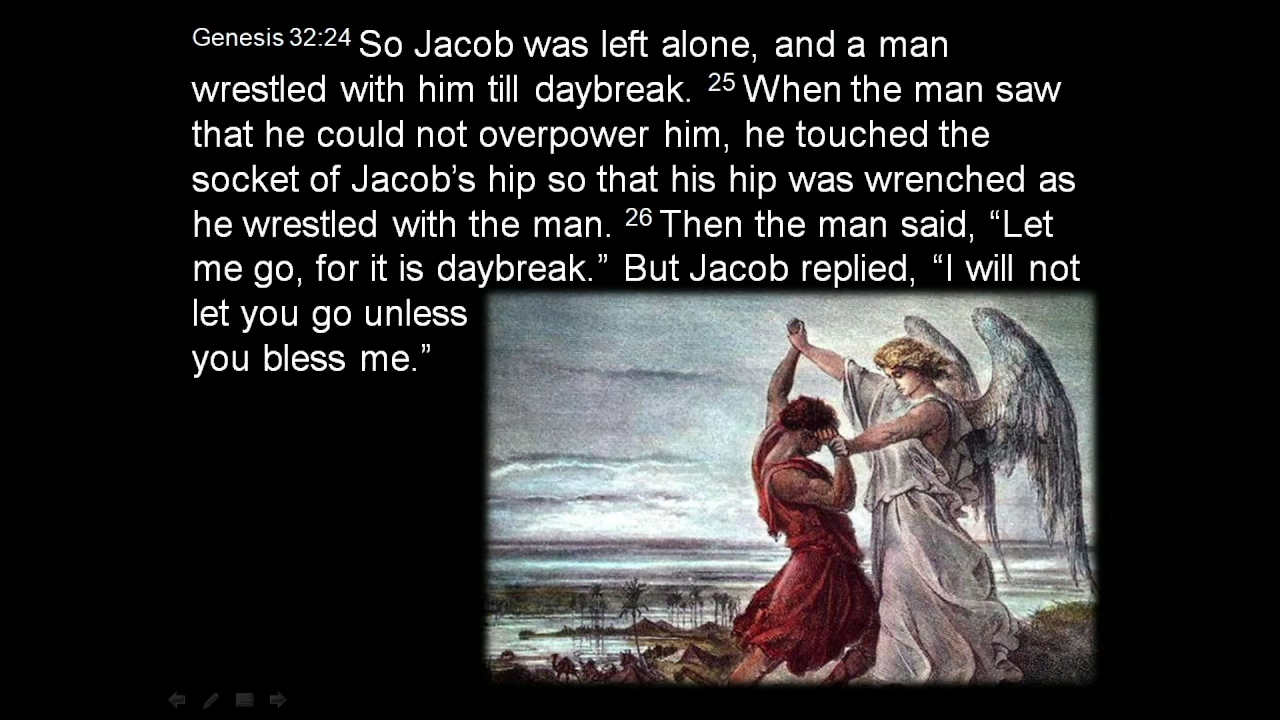 Genesis 32:24 So Jacob was left alone, and a man
wrestled with him till daybreak. 25 When the man saw
that he could not overpower him, he touched the
socket of Jacob’s hip so that his hip was wrenched as
he wrestled with the man. 26 Then the man said, “Let
me go, for it is daybreak.” But Jacob replied, “I will not
let you go unless
you bless me.”